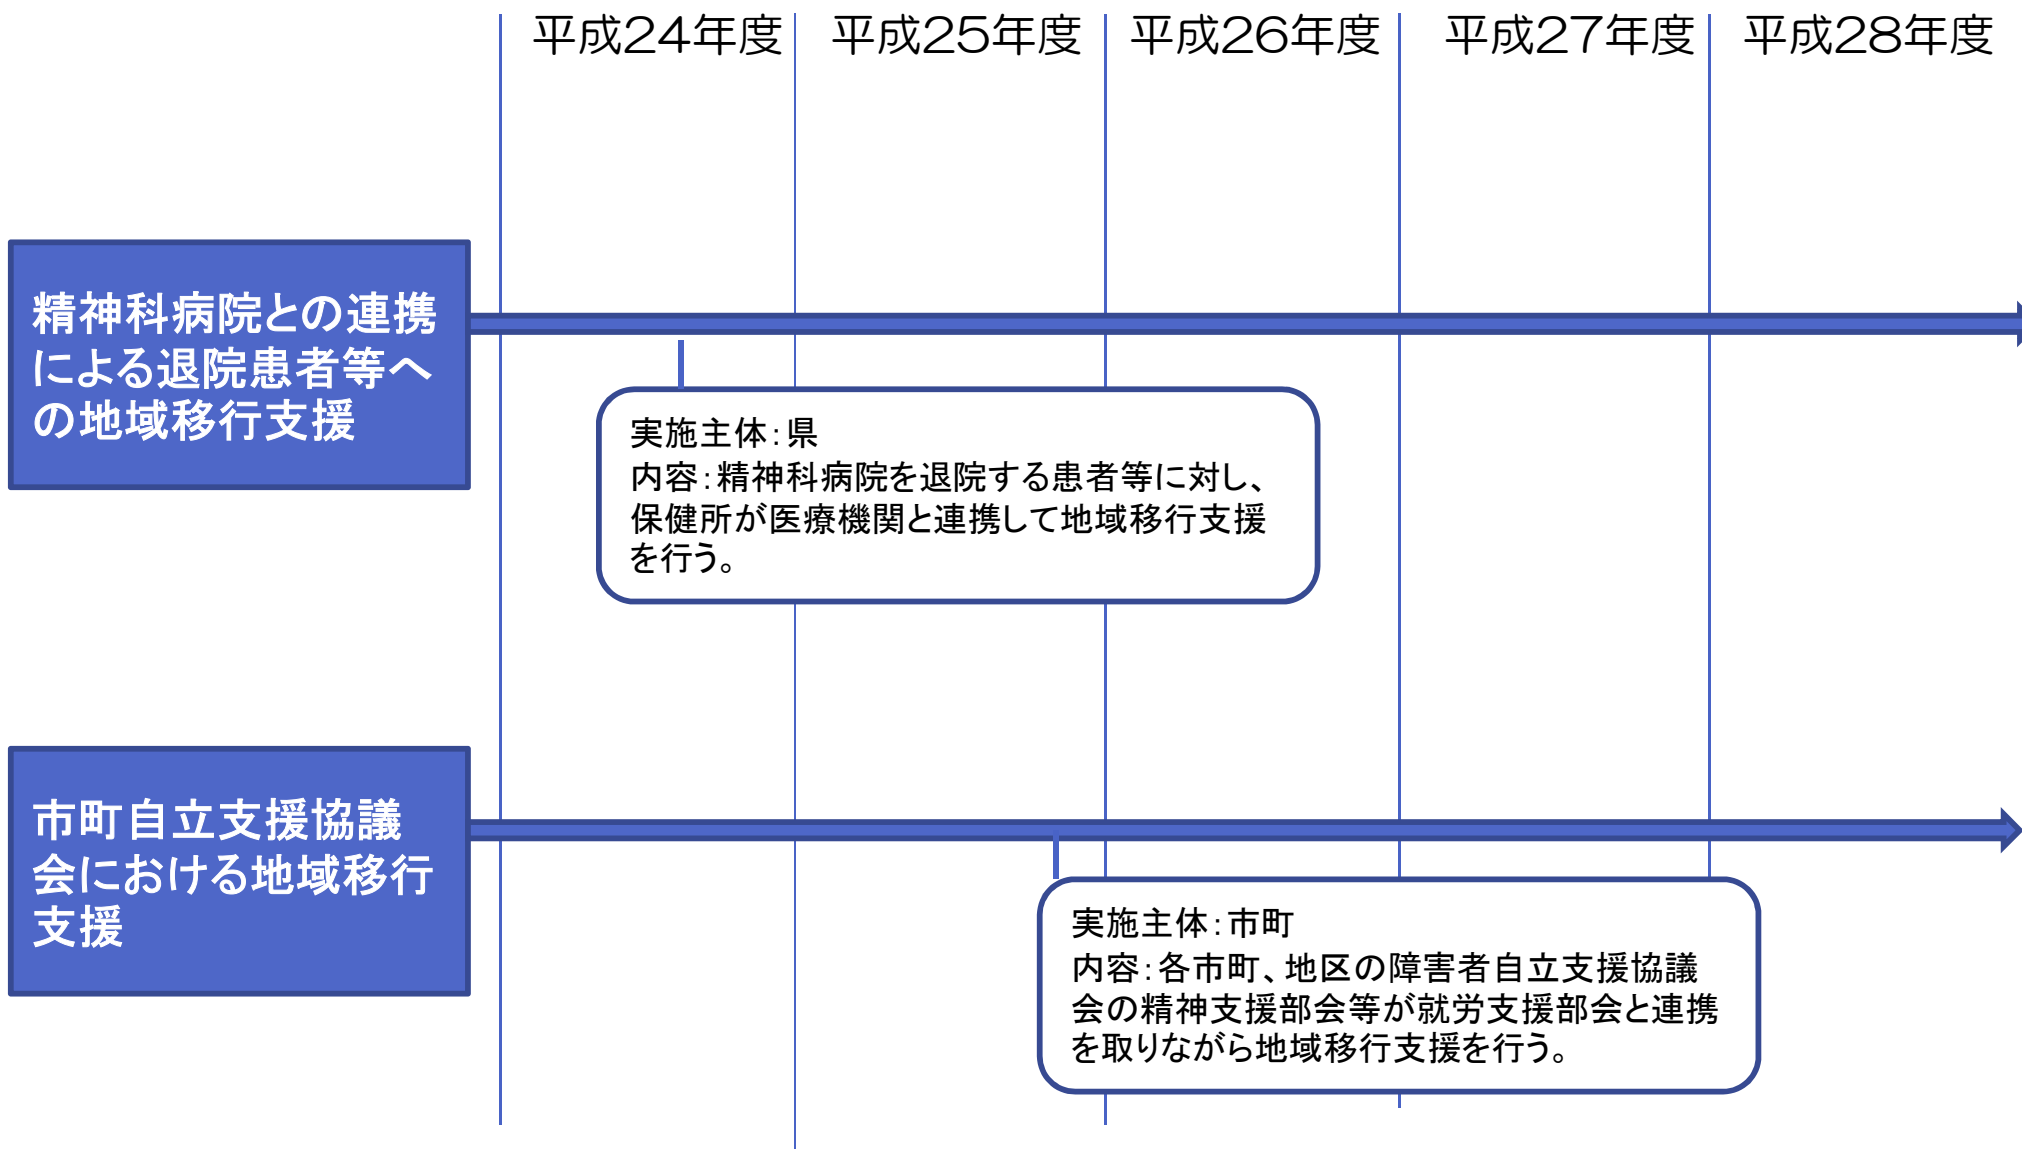 平成24年度 平成25年度 平成26年度 平成27年度 平成28年度
精神科病院との連携
による退院患者等へ
の地域移行支援
実施主体：県
内容：精神科病院を退院する患者等に対し、
保健所が医療機関と連携して地域移行支援
を行う。
市町自立支援協議
会における地域移行
支援
実施主体：市町
内容：各市町、地区の障害者自立支援協議
会の精神支援部会等が就労支援部会と連携
を取りながら地域移行支援を行う。